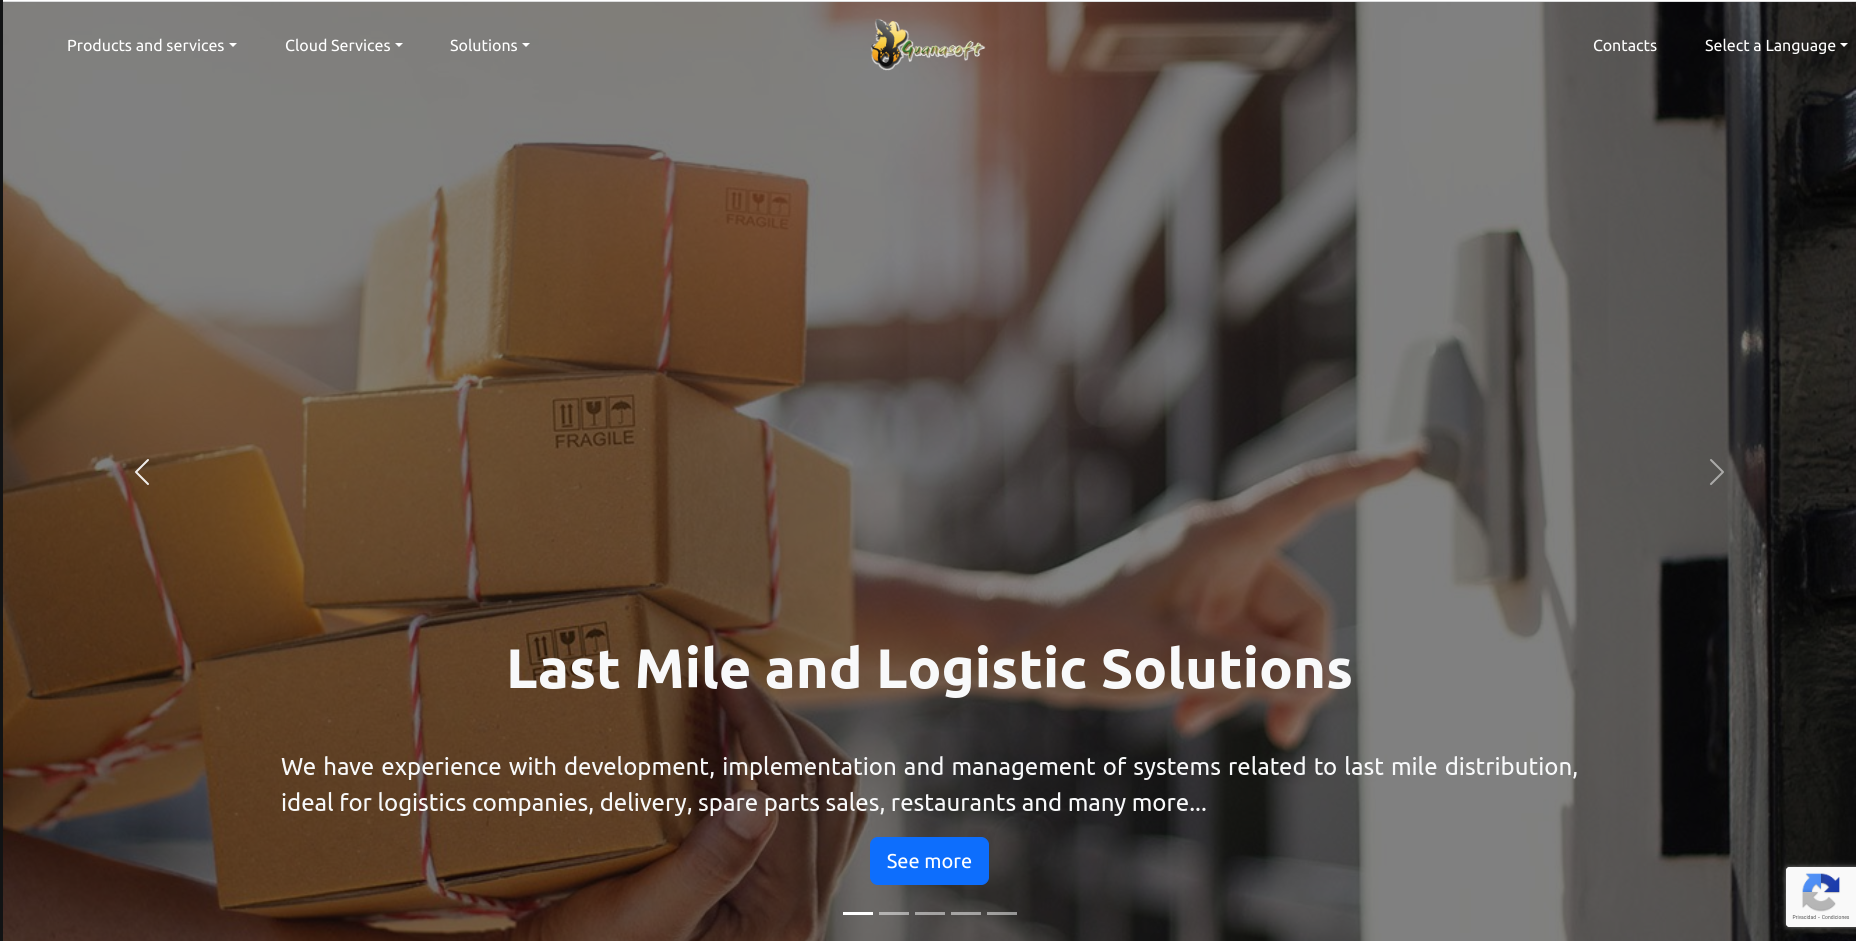 Products and services
Cloud Services
Solutions
Guanasoft
Contacts
Select a Language
FRAGILE
FRAGILE
Last Mile and Logistic Solutions
We have experience with development, implementation and management of systems related to last mile distribution,
ideal for logistics companies, delivery, spare parts sales, restaurants and many more...
See more
Privacidad - Condiciones